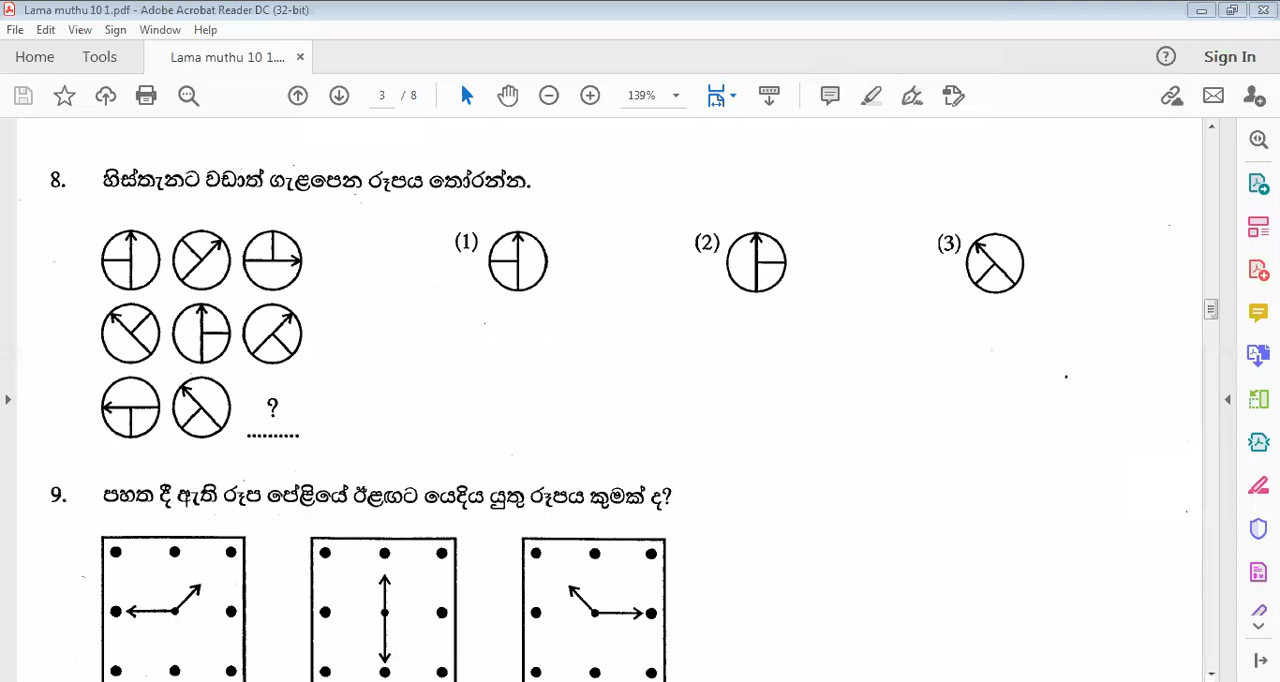 Lama muthu 10 1.pdf - Adobe Acrobat Reader DC (32-bit)
File Edit View Sign Window Help
Home Tools Lama muthu 10 1.... × Sign In
3 / 8 139%
8. හිස්තැනට වඩාත් ගැළපෙන රූපය තෝරන්න.
(1) (2) (3)
?
..........
9. පහත දී ඇති රූප පේළියේ ඊළඟට යෙදිය යුතු රූපය කුමක් ද?